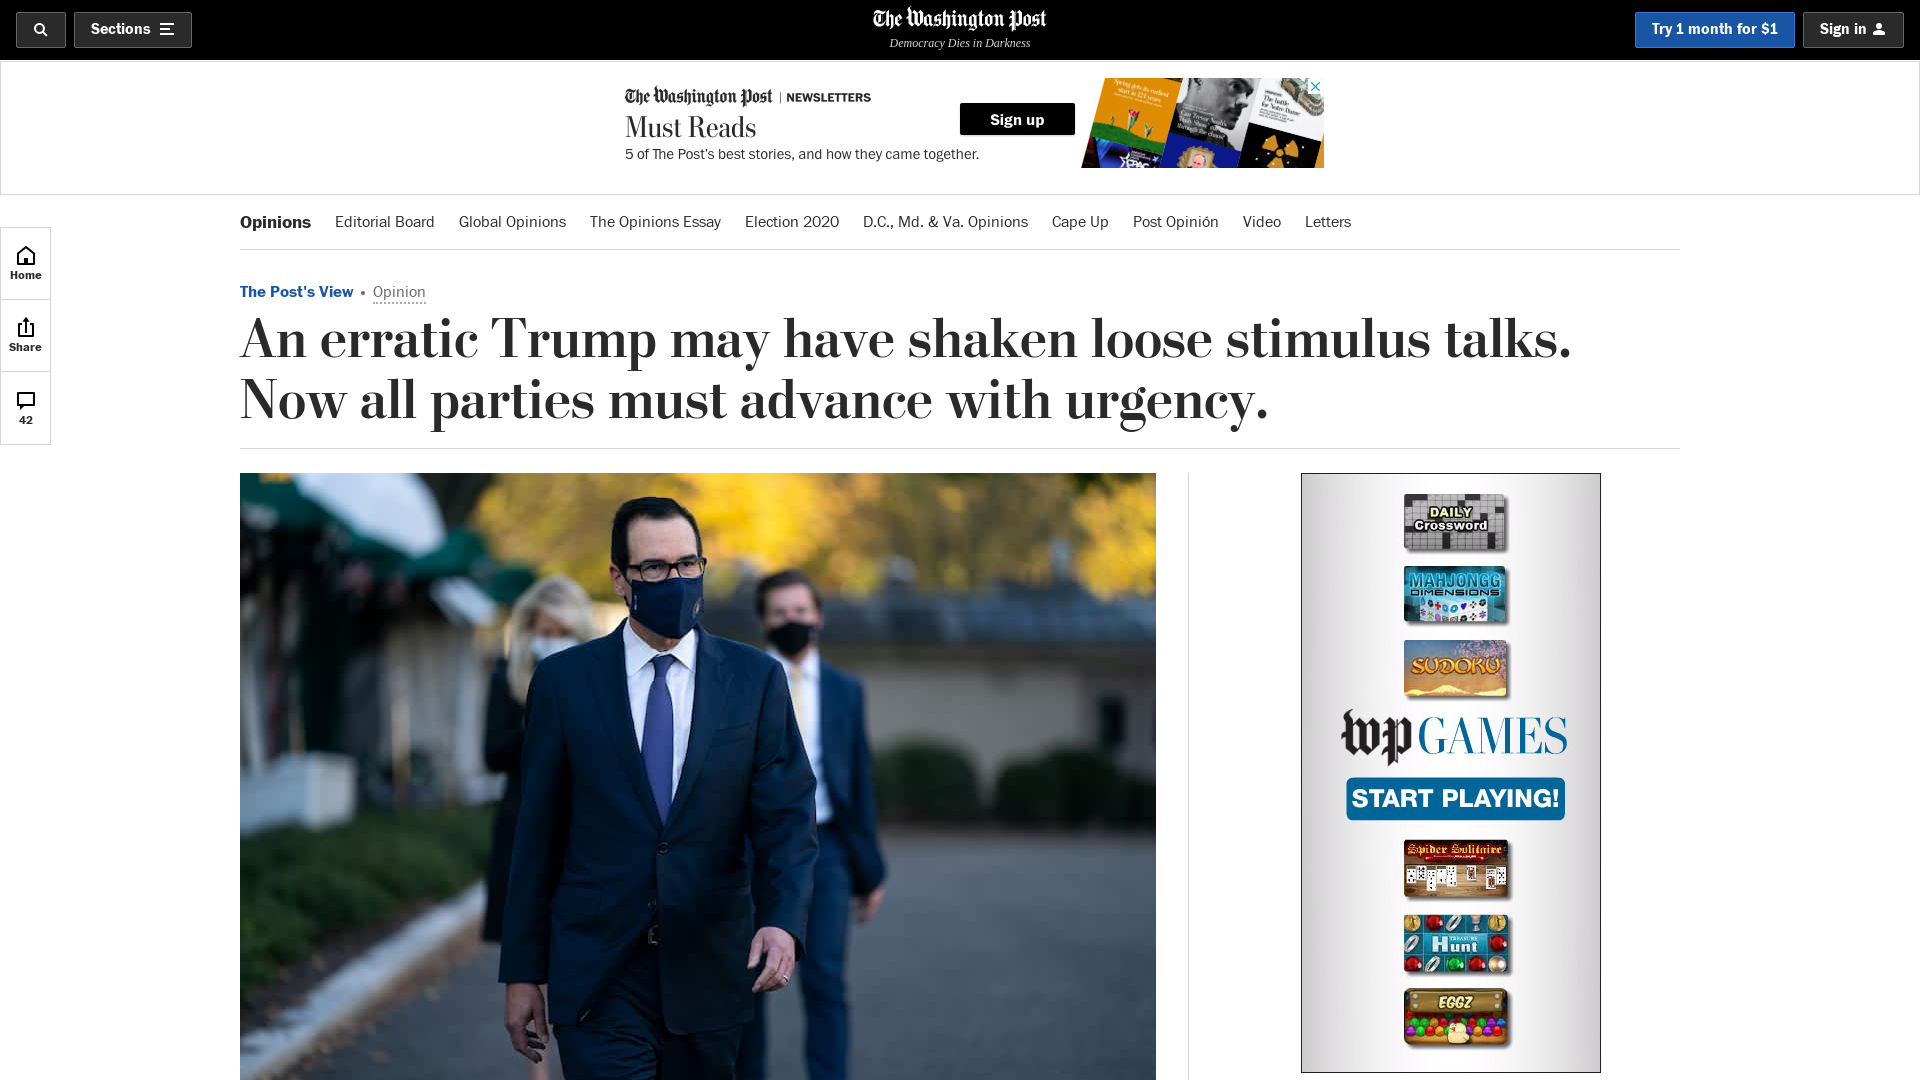 Sections
The Washington Post
Democracy Dies in Darkness
Try 1 month for $1
Sign in
The Washington Post | NEWSLETTERS
Must Reads
5 of The Post's best stories, and how they came together.
Sign up
Opinions
Editorial Board
Global Opinions
The Opinions Essay
Election 2020
D.C., Md. & Va. Opinions
Cape Up
Post Opinión
Video
Letters
Home
Share
42
The Post's View • Opinion
An erratic Trump may have shaken loose stimulus talks.
Now all parties must advance with urgency.
DAILY
Crossword
MAHJONGG
DIMENSIONS
SUDOKU
wp GAMES
START PLAYING!
Spider Solitaire
TREASURE
Hunt
EGGZ